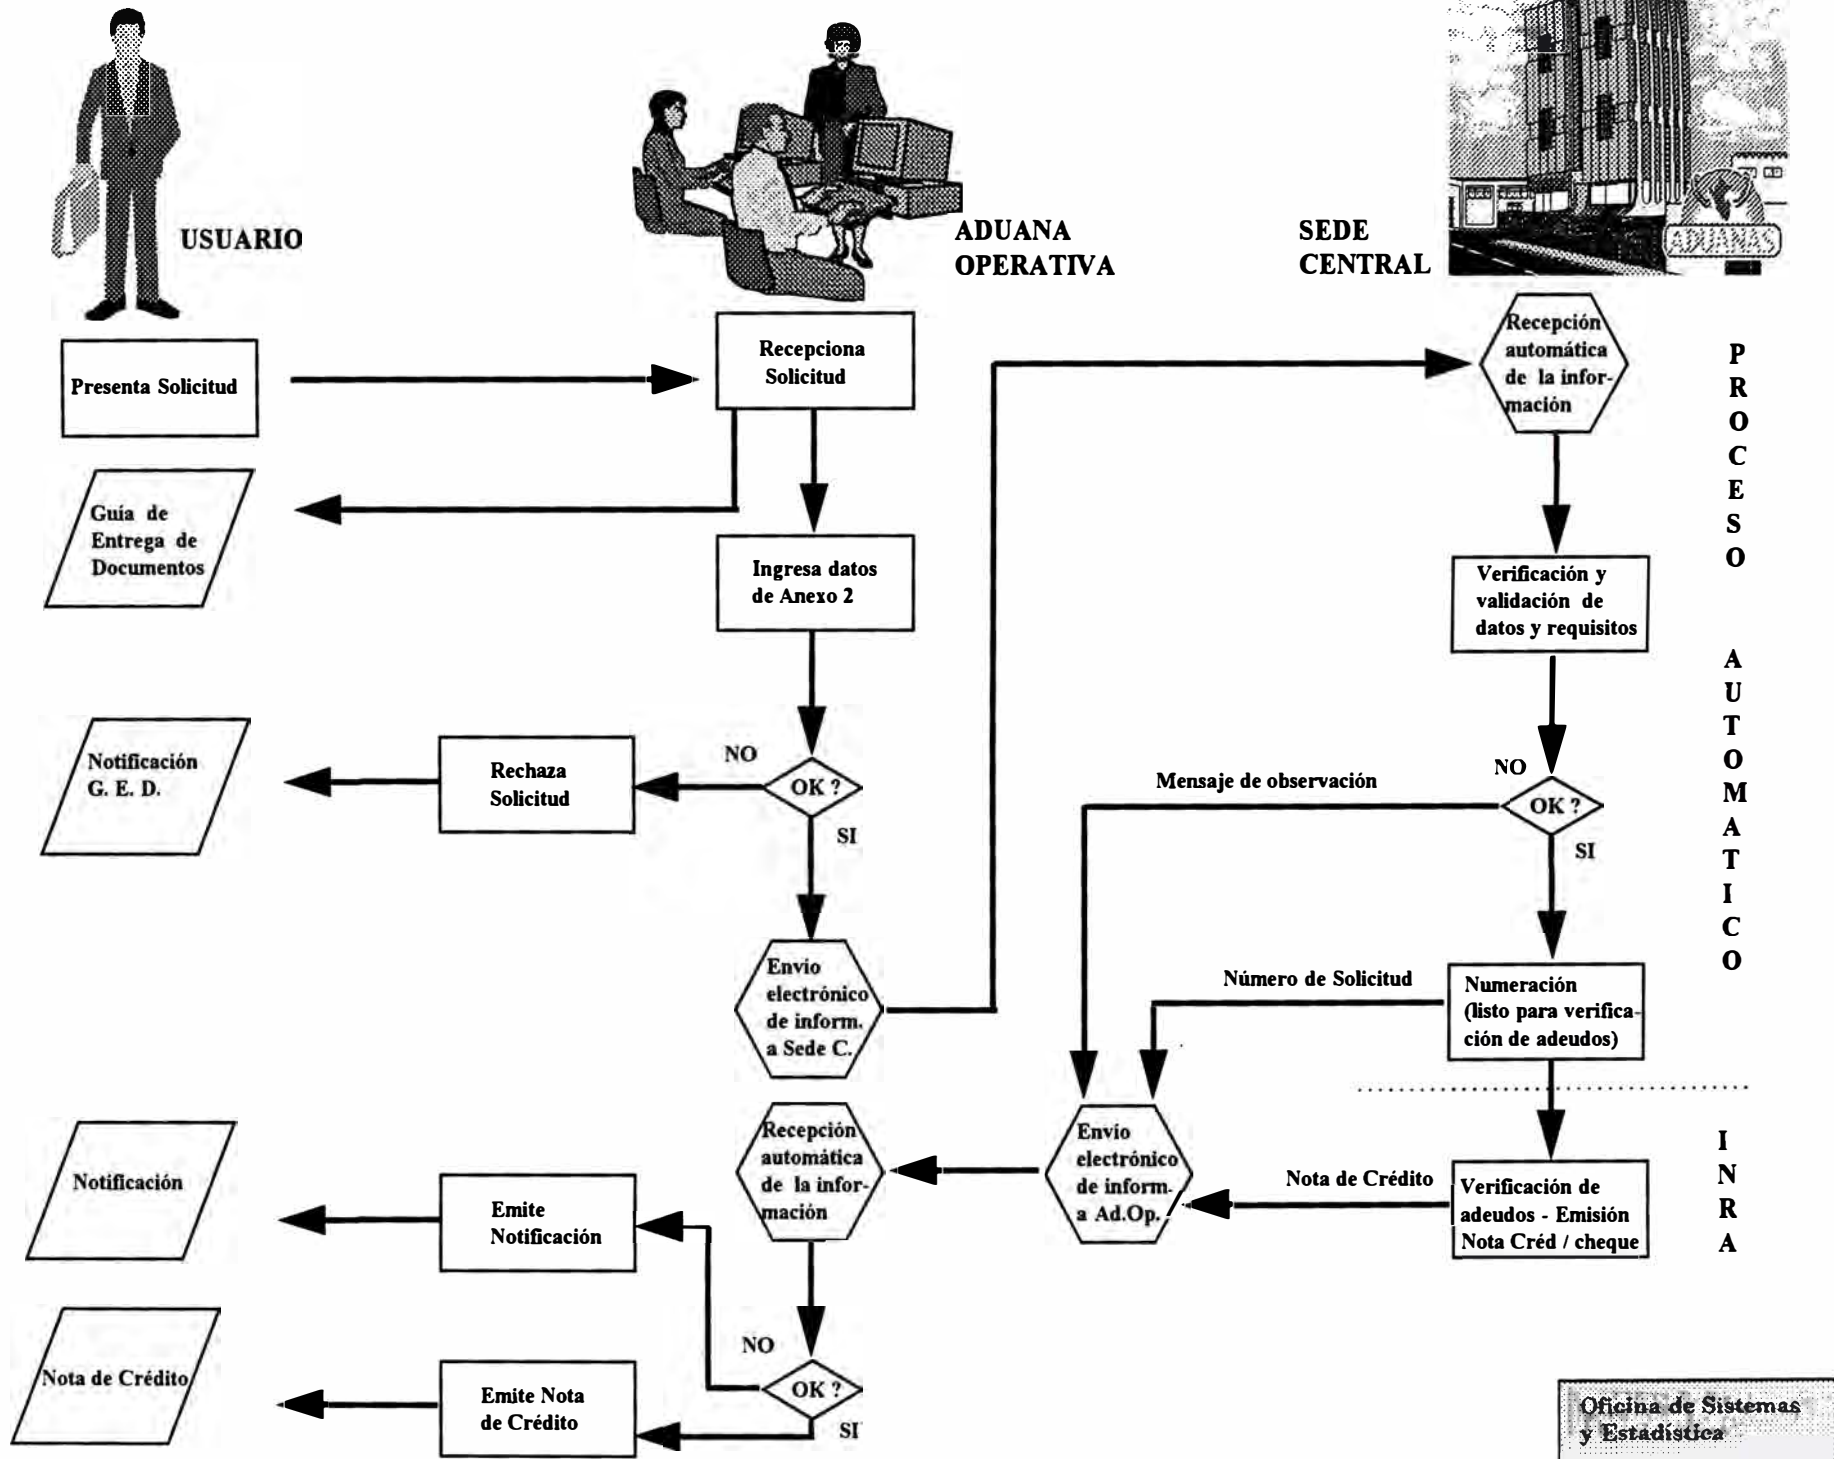 USUARIO
ADUANA
OPERATIVA
SEDE
CENTRAL
ADUANAS
Presenta Solicitud
Recepciona
Solicitud
Recepción
automática
de la infor-
mación
Guía de
Entrega de
Documentos
Ingresa datos
de Anexo 2
Verificación y
validación de
datos y requisitos
PROCESO
AUTOMATICO
Notificación
G. E. D.
Rechaza
Solicitud
NO
OK ?
SI
Mensaje de observación
NO
OK ?
SI
Envío
electrónico
de inform.
a Sede C.
Número de Solicitud
Numeración
(listo para verifica-
ción de adeudos)
Notificación
Emite
Notificación
Recepción
automática
de la infor-
mación
Envío
electrónico
de inform.
a Ad.Op.
Nota de Crédito
Verificación de
adeudos - Emisión
Nota Créd / cheque
INRA
Nota de Crédito
Emite Nota
de Crédito
NO
OK ?
SI
Oficina de Sistemas
y Estadística